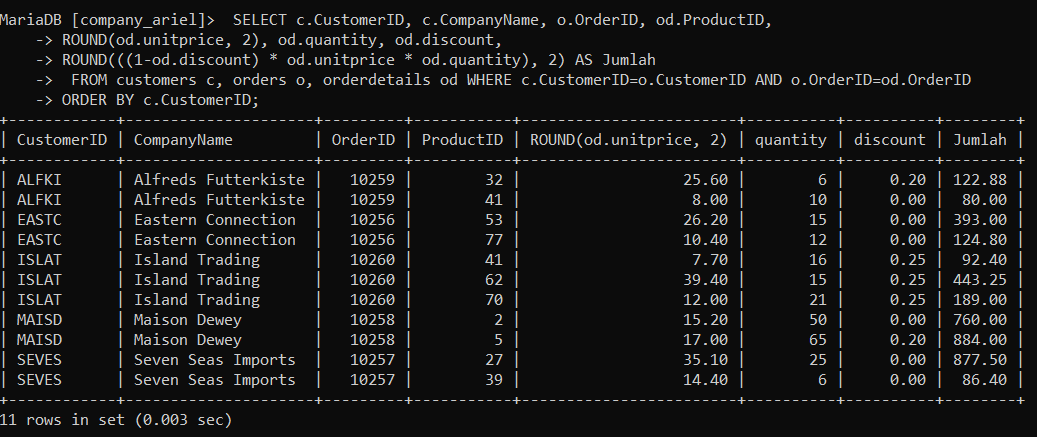 MariaDB [company_ariel]>  SELECT c.CustomerID, c.CompanyName, o.OrderID, od.ProductID,
    -> ROUND(od.unitprice, 2), od.quantity, od.discount,
    -> ROUND(((1-od.discount) * od.unitprice * od.quantity), 2) AS Jumlah
    ->  FROM customers c, orders o, orderdetails od WHERE c.CustomerID=o.CustomerID AND o.OrderID=od.OrderID
    -> ORDER BY c.CustomerID;
+------------+--------------------+---------+-----------+------------------------+----------+----------+--------+
| CustomerID | CompanyName        | OrderID | ProductID | ROUND(od.unitprice, 2) | quantity | discount | Jumlah |
+------------+--------------------+---------+-----------+------------------------+----------+----------+--------+
| ALFKI      | Alfreds Futterkiste |   10259 |        32 |                  25.60 |        6 |     0.20 | 122.88 |
| ALFKI      | Alfreds Futterkiste |   10259 |        41 |                   8.00 |       10 |     0.00 |  80.00 |
| EASTC      | Eastern Connection |   10256 |        53 |                  26.20 |       15 |     0.00 | 393.00 |
| EASTC      | Eastern Connection |   10256 |        77 |                  10.40 |       12 |     0.00 | 124.80 |
| ISLAT      | Island Trading     |   10260 |        41 |                   7.70 |       16 |     0.25 |  92.40 |
| ISLAT      | Island Trading     |   10260 |        62 |                  39.40 |       15 |     0.25 | 443.25 |
| ISLAT      | Island Trading     |   10260 |        70 |                  12.00 |       21 |     0.25 | 189.00 |
| MAISD      | Maison Dewey       |   10258 |         2 |                  15.20 |       50 |     0.00 | 760.00 |
| MAISD      | Maison Dewey       |   10258 |         5 |                  17.00 |       65 |     0.20 | 884.00 |
| SEVES      | Seven Seas Imports |   10257 |        27 |                  35.10 |       25 |     0.00 | 877.50 |
| SEVES      | Seven Seas Imports |   10257 |        39 |                  14.40 |        6 |     0.00 |  86.40 |
+------------+--------------------+---------+-----------+------------------------+----------+----------+--------+
11 rows in set (0.003 sec)